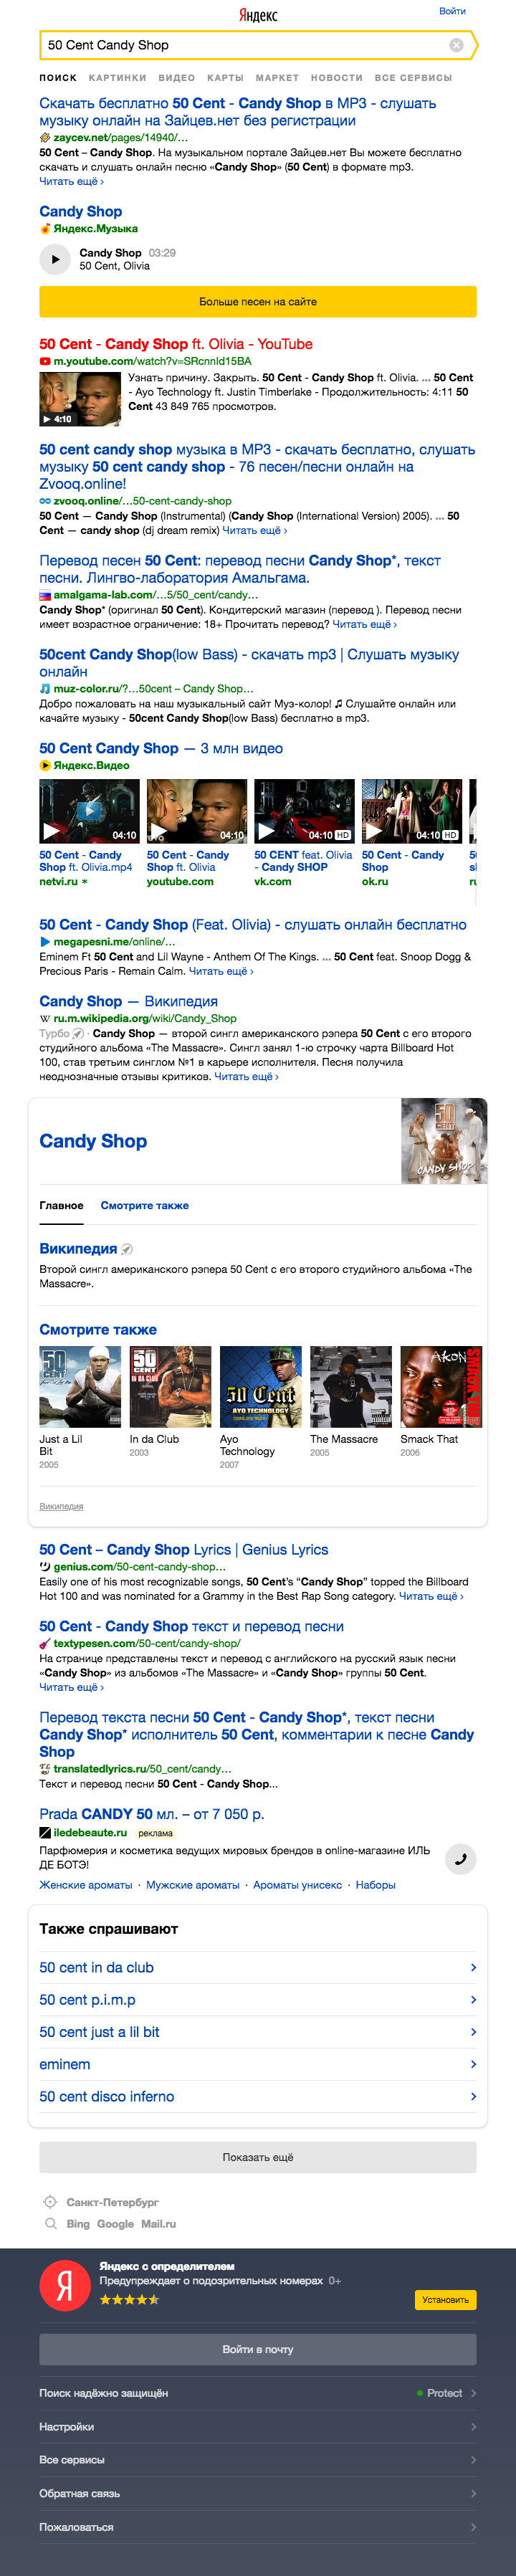 Яндекс
Войти
50 Cent Candy Shop
ПОИСК КАРТИНКИ ВИДЕО КАРТЫ МАРКЕТ НОВОСТИ ВСЕ СЕРВИСЫ
Скачать бесплатно 50 Cent - Candy Shop в MP3 - слушать
музыку онлайн на Зайцев.нет без регистрации
zaycev.net/pages/14940/…
50 Cent – Candy Shop. На музыкальном портале Зайцев.нет Вы можете бесплатно
скачать и слушать онлайн песню «Candy Shop» (50 Cent) в формате mp3.
Читать ещё ›
Candy Shop
Яндекс.Музыка
Candy Shop 03:29
50 Cent, Olivia
Больше песен на сайте
50 Cent - Candy Shop ft. Olivia - YouTube
m.youtube.com/watch?v=SRcnnId15BA
Узнать причину. Закрыть. 50 Cent - Candy Shop ft. Olivia. ... 50 Cent
- Ayo Technology ft. Justin Timberlake - Продолжительность: 4:11 50
Cent 43 849 765 просмотров.
4:10
50 cent candy shop музыка в MP3 - скачать бесплатно, слушать
музыку 50 cent candy shop - 76 песен/песни онлайн на
Zvooq.online!
zvooq.online/…50-cent-candy-shop
50 Cent — Candy Shop (Instrumental) (Candy Shop (International Version) 2005). ... 50
Cent — candy shop (dj dream remix) Читать ещё ›
Перевод песен 50 Cent: перевод песни Candy Shop*, текст
песни. Лингво-лаборатория Амальгама.
amalgama-lab.com/…5/50_cent/candy…
Candy Shop* (оригинал 50 Cent). Кондитерский магазин (перевод ). Перевод песни
имеет возрастное ограничение: 18+ Прочитать перевод? Читать ещё ›
50cent Candy Shop(low Bass) - скачать mp3 | Слушать музыку
онлайн
muz-color.ru/?…50cent – Candy Shop…
Добро пожаловать на наш музыкальный сайт Муз-колор! ♫ Слушайте онлайн или
качайте музыку - 50cent Candy Shop(low Bass) бесплатно в mp3.
50 Cent Candy Shop — 3 млн видео
Яндекс.Видео
04:10 04:10 04:10 HD 04:10 HD
50 Cent - Candy 50 Cent - Candy 50 CENT feat. Olivia 50 Cent - Candy
Shop ft. Olivia.mp4 Shop ft. Olivia - Candy SHOP Shop
netvi.ru ✶ youtube.com vk.com ok.ru
50 Cent - Candy Shop (Feat. Olivia) - слушать онлайн бесплатно
megapesni.me/online/…
Eminem Ft 50 Cent and Lil Wayne - Anthem Of The Kings. ... 50 Cent feat. Snoop Dogg &
Precious Paris - Remain Calm. Читать ещё ›
Candy Shop — Википедия
ru.m.wikipedia.org/wiki/Candy_Shop
Турбо · Candy Shop — второй сингл американского рэпера 50 Cent с его второго
студийного альбома «The Massacre». Сингл занял 1-ю строчку чарта Billboard Hot
100, став третьим синглом №1 в карьере исполнителя. Песня получила
неоднозначные отзывы критиков. Читать ещё ›
Candy Shop
50 CENT
CANDY SHOP
Главное Смотрите также
Википедия
Второй сингл американского рэпера 50 Cent с его второго студийного альбома «The
Massacre».
Смотрите также
50 CENT
50 CENT IN DA CLUB
50 Cent AYO TECHNOLOGY
AKON SMACK THAT
Just a Lil In da Club Ayo The Massacre Smack That
Bit 2003 Technology 2005 2006
2005 2007
Википедия
50 Cent – Candy Shop Lyrics | Genius Lyrics
genius.com/50-cent-candy-shop…
Easily one of his most recognizable songs, 50 Cent's “Candy Shop” topped the Billboard
Hot 100 and was nominated for a Grammy in the Best Rap Song category. Читать ещё ›
50 Cent - Candy Shop текст и перевод песни
textypesen.com/50-cent/candy-shop/
На странице представлены текст и перевод с английского на русский язык песни
«Candy Shop» из альбомов «The Massacre» и «Candy Shop» группы 50 Cent.
Читать ещё ›
Перевод текста песни 50 Cent - Candy Shop*, текст песни
Candy Shop* исполнитель 50 Cent, комментарии к песне Candy
Shop
translatedlyrics.ru/50_cent/candy…
Текст и перевод песни 50 Cent - Candy Shop...
Prada CANDY 50 мл. – от 7 050 р.
iledebeaute.ru реклама
Парфюмерия и косметика ведущих мировых брендов в online-магазине ИЛЬ
ДЕ БОТЭ!
Женские ароматы · Мужские ароматы · Ароматы унисекс · Наборы
Также спрашивают
50 cent in da club
50 cent p.i.m.p
50 cent just a lil bit
eminem
50 cent disco inferno
Показать ещё
Санкт-Петербург
Bing Google Mail.ru
Я
Яндекс с определителем
Предупреждает о подозрительных номерах 0+
Установить
Войти в почту
Поиск надёжно защищён Protect
Настройки
Все сервисы
Обратная связь
Пожаловаться